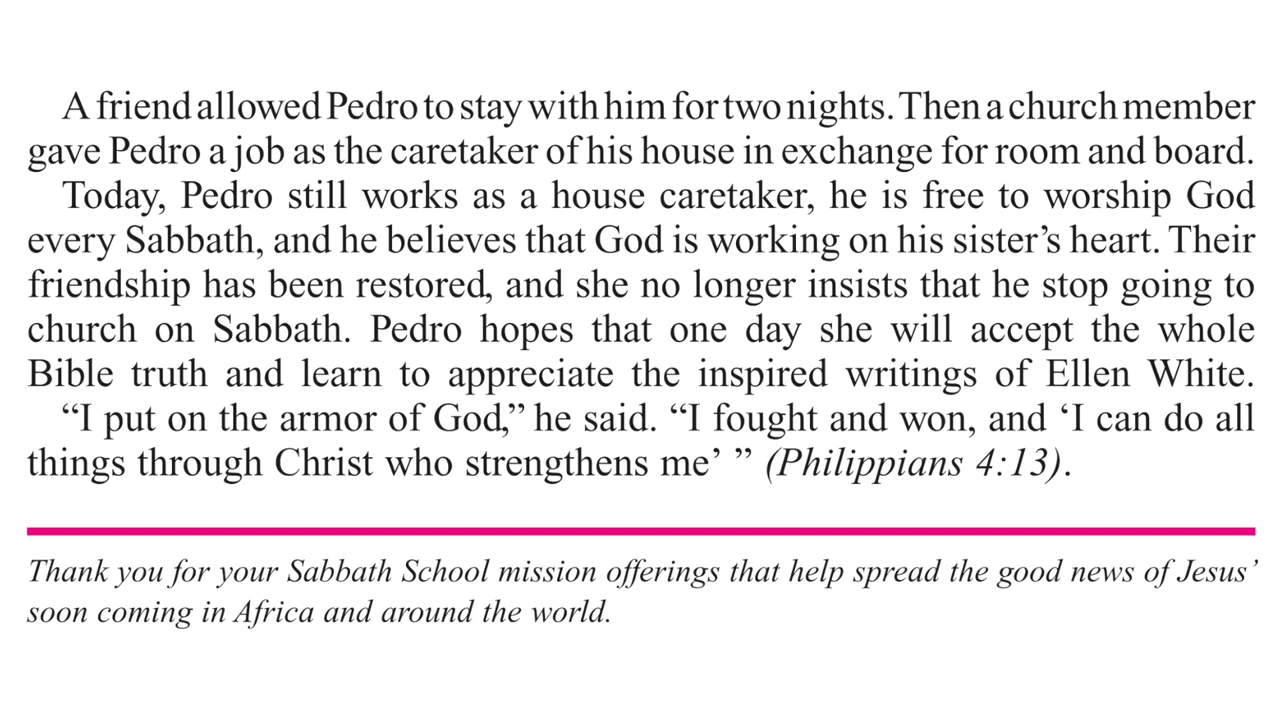 A friend allowed Pedro to stay with him for two nights. Then a church member
gave Pedro a job as the caretaker of his house in exchange for room and board.
Today, Pedro still works as a house caretaker, he is free to worship God
every Sabbath, and he believes that God is working on his sister’s heart. Their
friendship has been restored, and she no longer insists that he stop going to
church on Sabbath. Pedro hopes that one day she will accept the whole
Bible truth and learn to appreciate the inspired writings of Ellen White.
“I put on the armor of God,” he said. “I fought and won, and ‘I can do all
things through Christ who strengthens me’ ” (Philippians 4:13).
Thank you for your Sabbath School mission offerings that help spread the good news of Jesus’
soon coming in Africa and around the world.